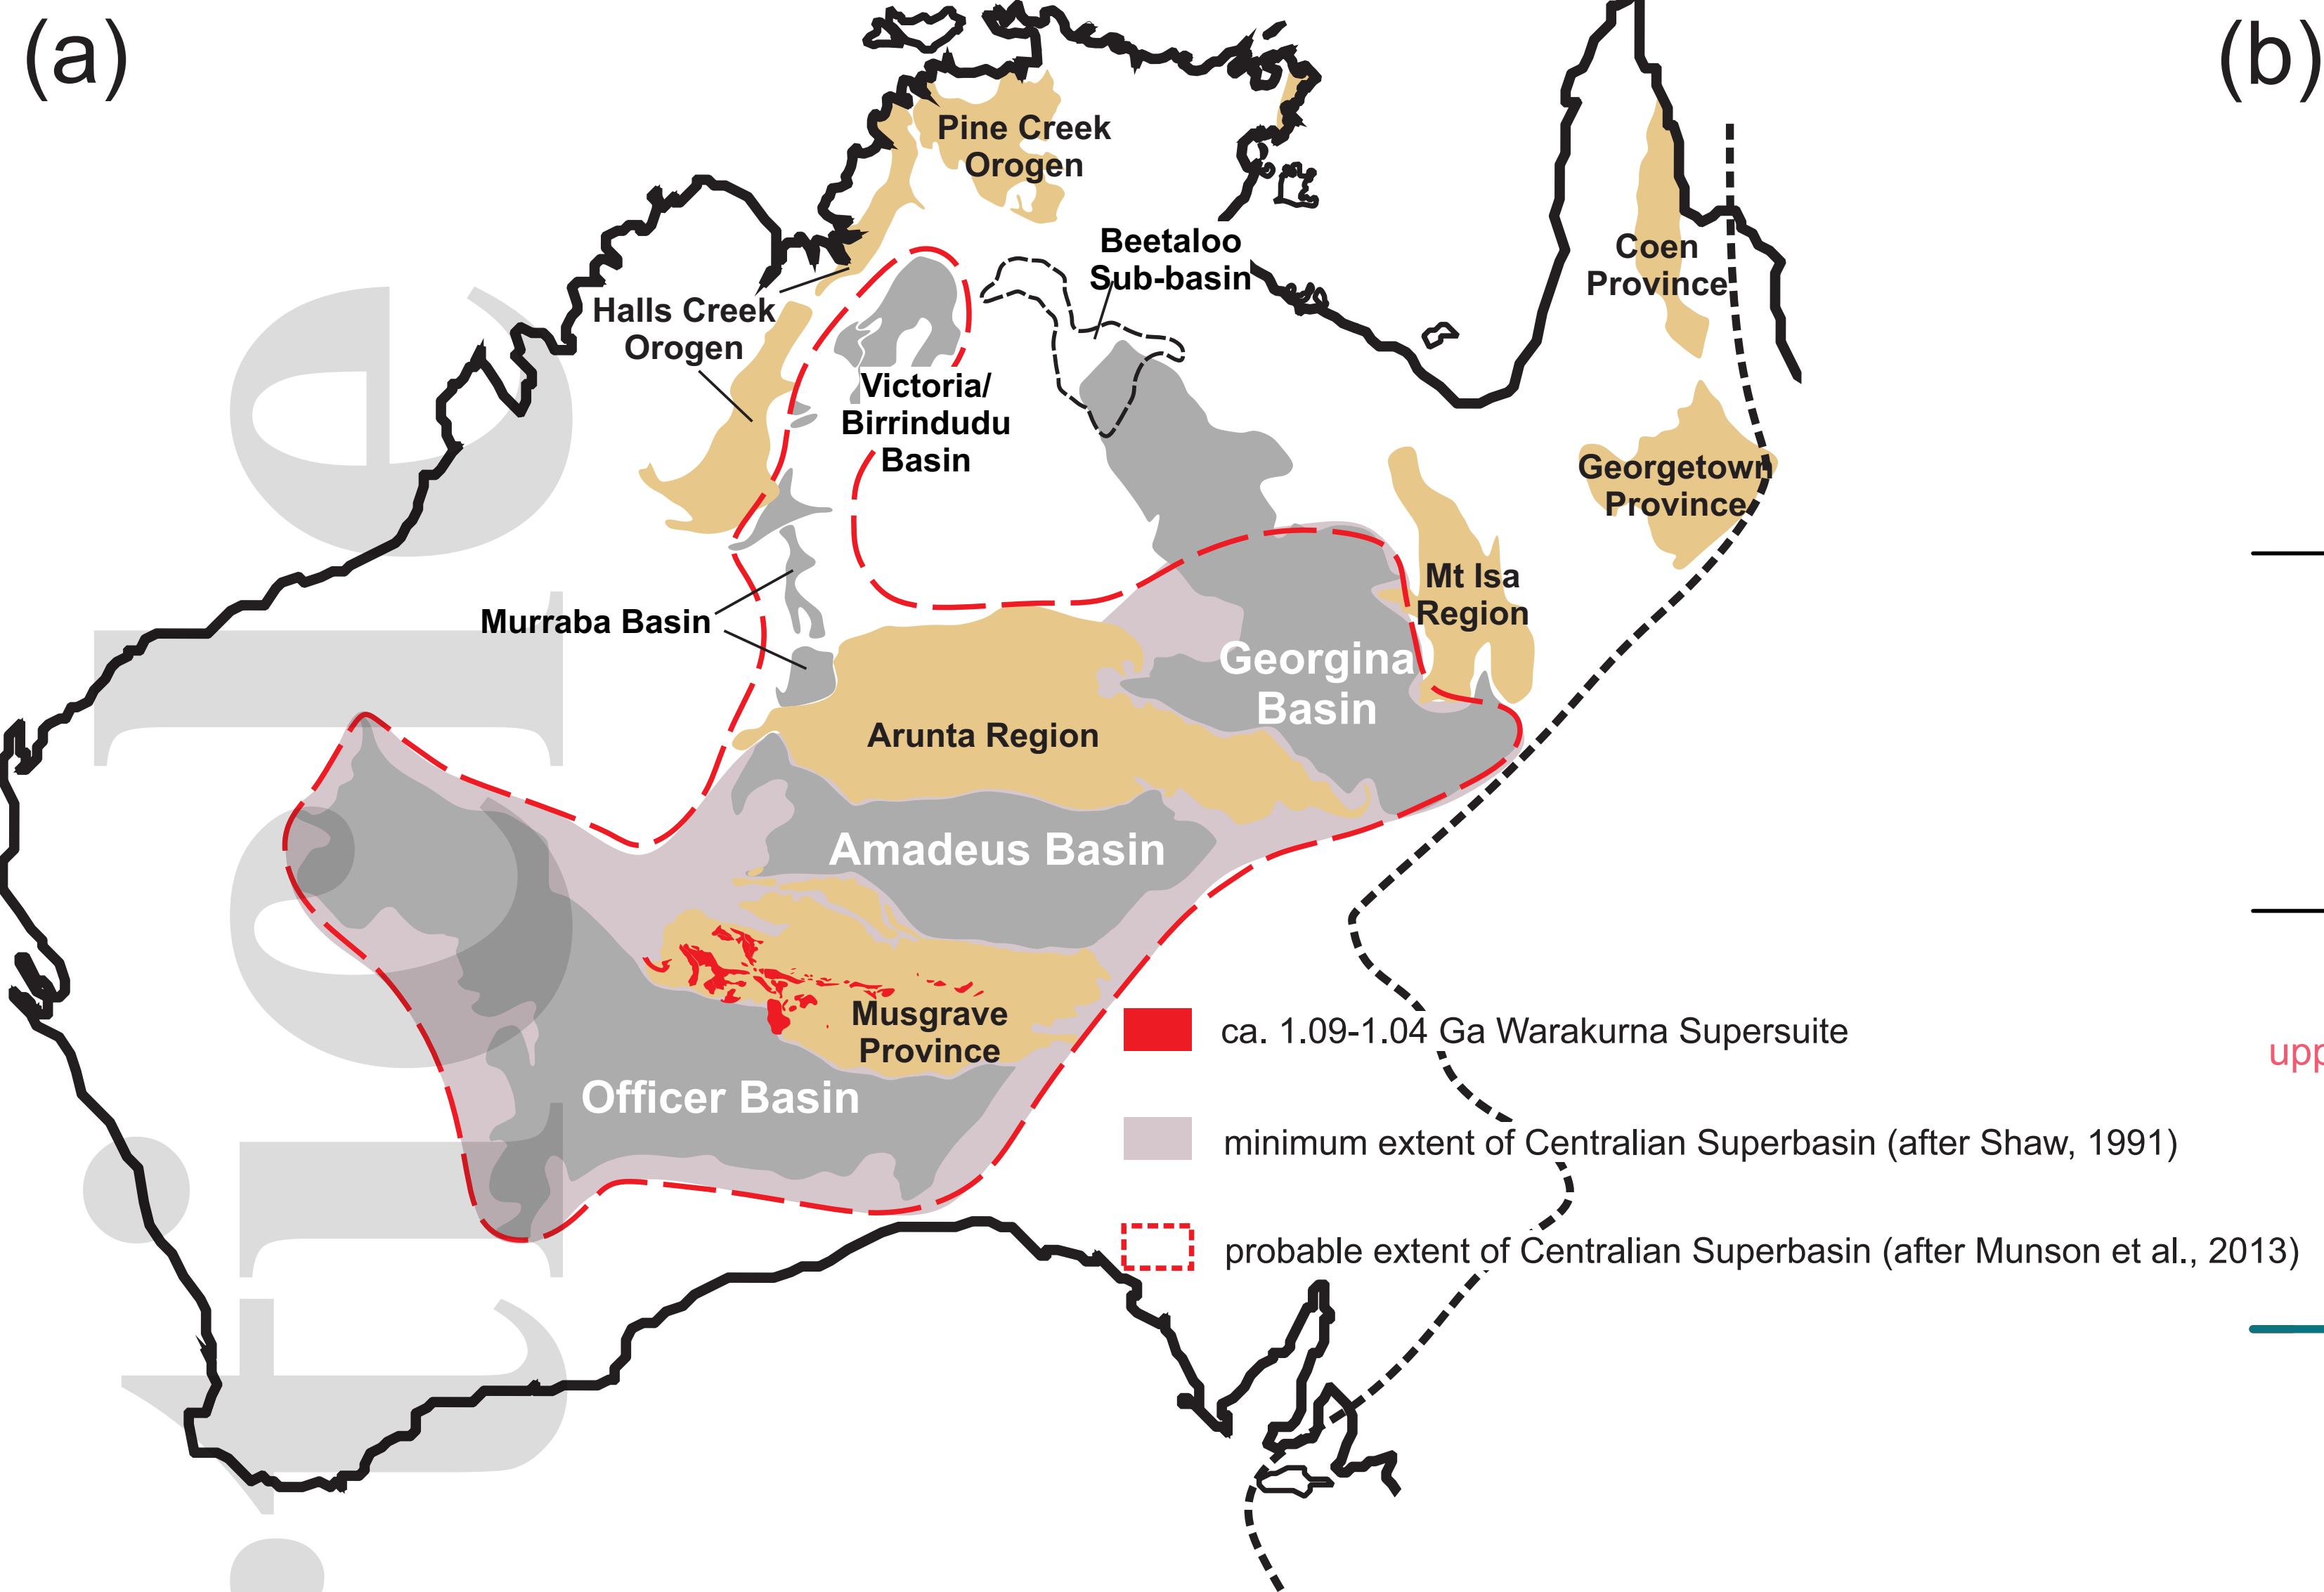 (a)
(b)
Pine Creek
Orogen
Beetaloo
Sub-basin
Coen
Province
Halls Creek
Orogen
Victoria/
Birrindudu
Basin
Georgetown
Province
Mt Isa
Region
Murraba Basin
Georgina
Basin
Arunta Region
Amadeus Basin
Musgrave
Province
Officer Basin
ca. 1.09-1.04 Ga Warakurna Supersuite
minimum extent of Centralian Superbasin (after Shaw, 1991)
probable extent of Centralian Superbasin (after Munson et al., 2013)
upp